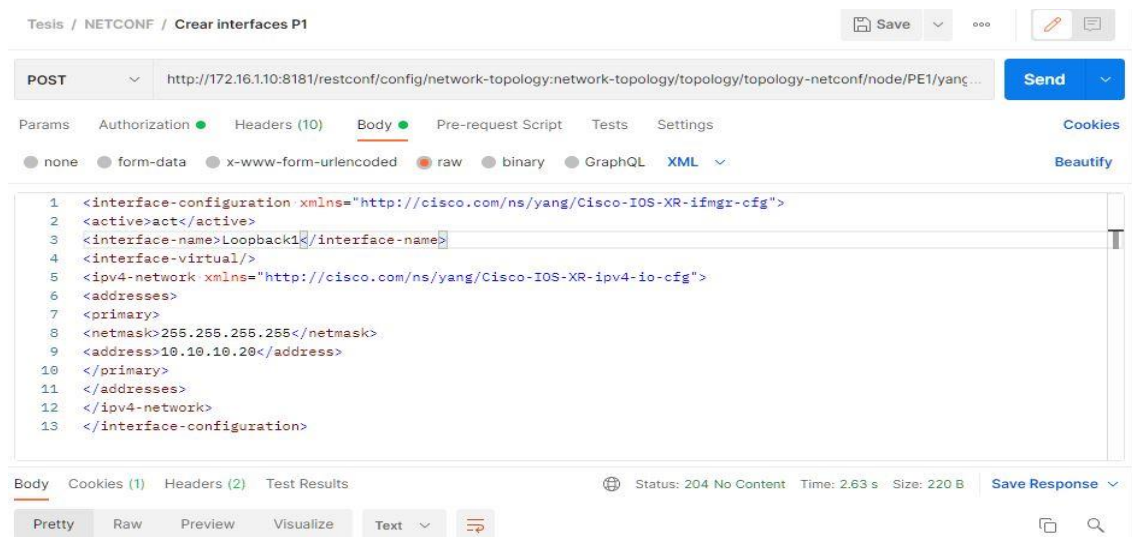 Tesis / NETCONF / Crear interfaces P1 Save
POST http://172.16.1.10:8181/restconf/config/network-topology:network-topology/topology/topology-netconf/node/PE1/yang... Send
Params Authorization Headers (10) Body Pre-request Script Tests Settings Cookies
none form-data x-www-form-urlencoded raw binary GraphQL XML Beautify
1 <interface-configuration xmlns="http://cisco.com/ns/yang/Cisco-IOS-XR-ifmgr-cfg">
2 <active>act</active>
3 <interface-name>Loopback1</interface-name>
4 <interface-virtual/>
5 <ipv4-network xmlns="http://cisco.com/ns/yang/Cisco-IOS-XR-ipv4-io-cfg">
6 <addresses>
7 <primary>
8 <netmask>255.255.255.255</netmask>
9 <address>10.10.10.20</address>
10 </primary>
11 </addresses>
12 </ipv4-network>
13 </interface-configuration>
Body Cookies (1) Headers (2) Test Results Status: 204 No Content Time: 2.63 s Size: 220 B Save Response
Pretty Raw Preview Visualize Text